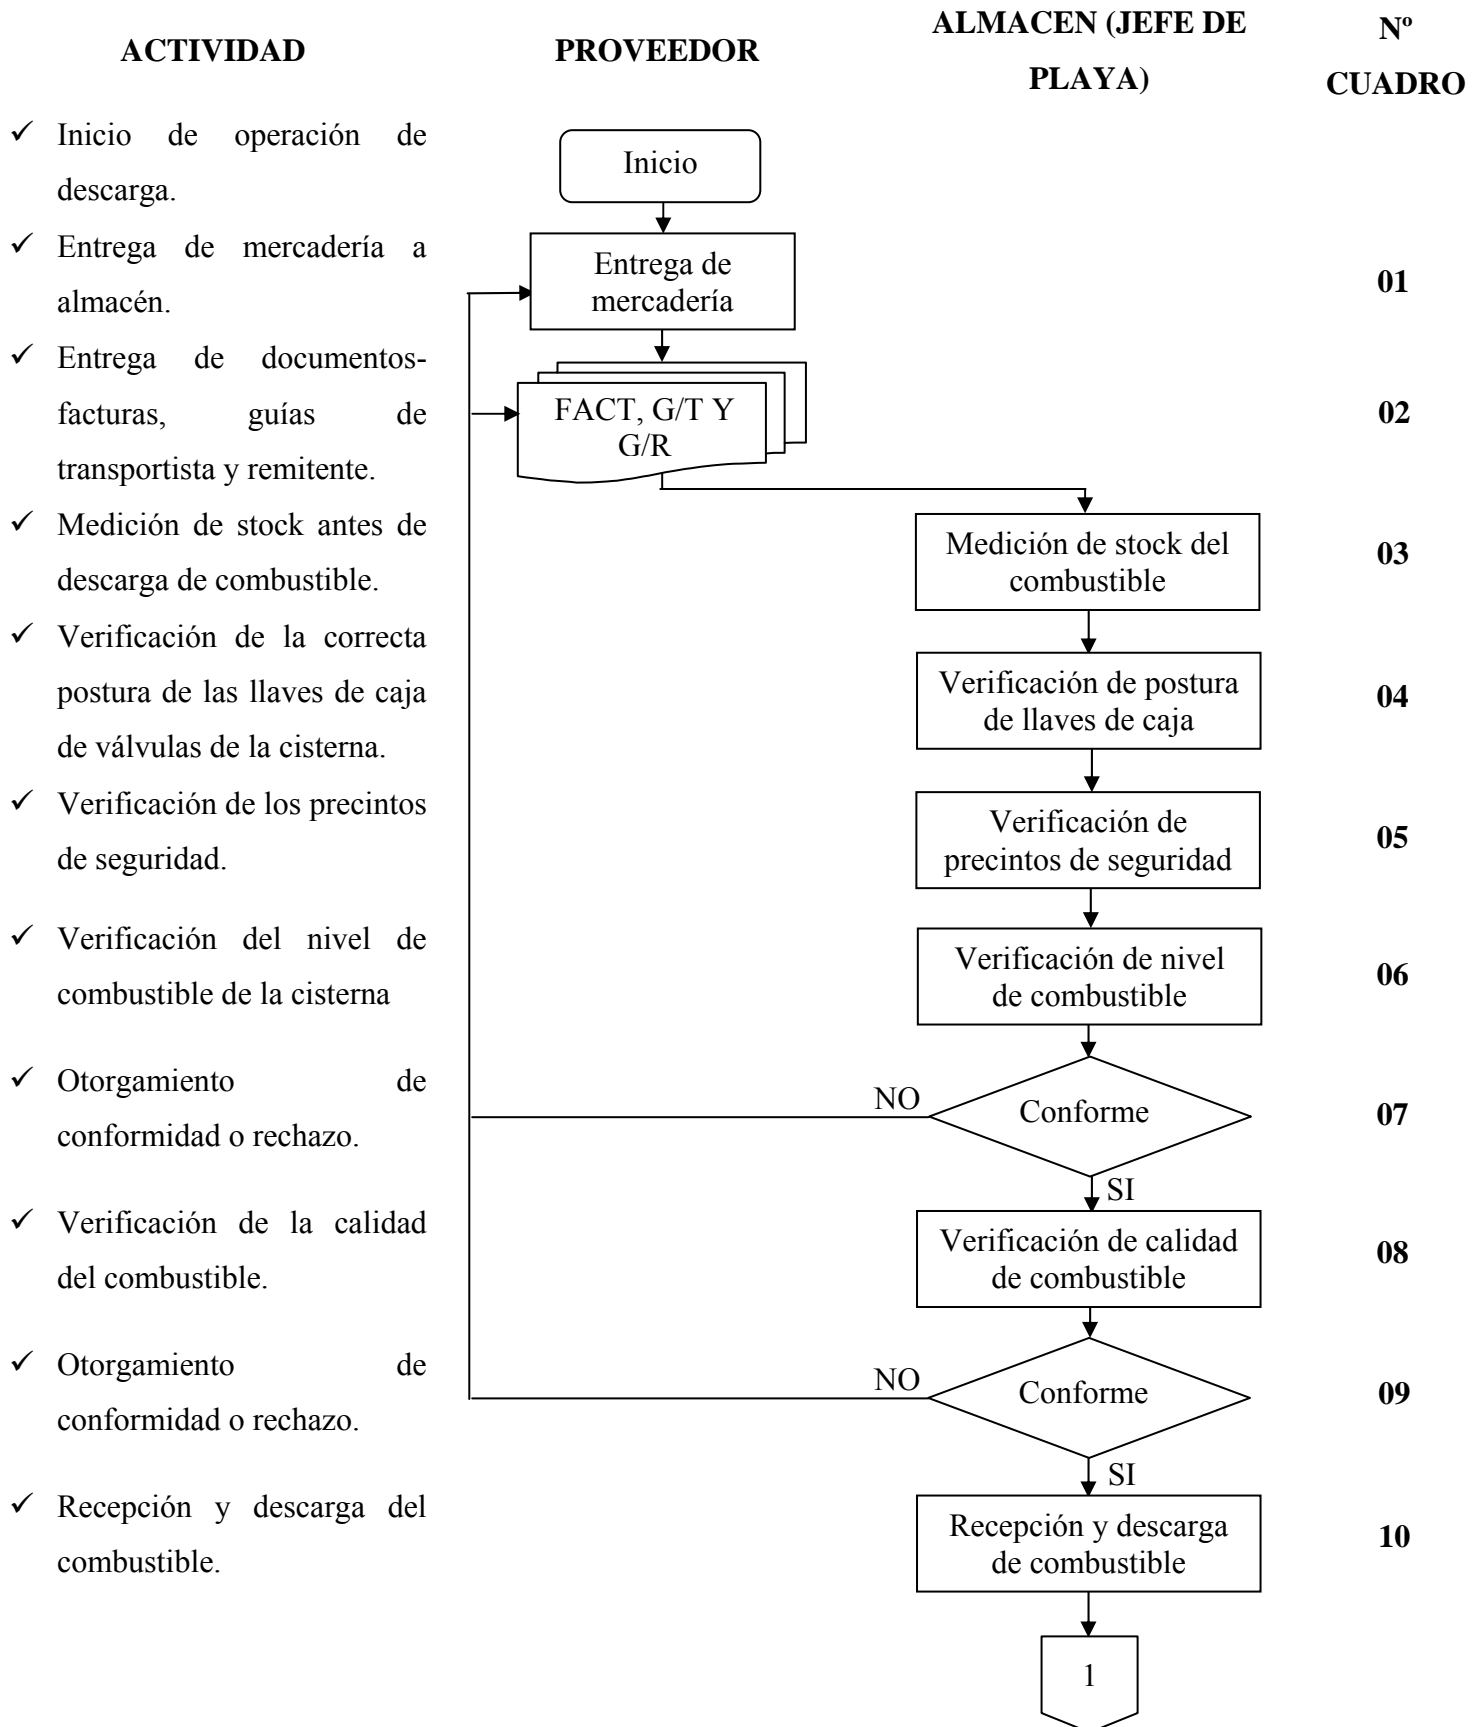 ACTIVIDAD
PROVEEDOR
ALMACEN (JEFE DE
PLAYA)
Nº
CUADRO
✓ Inicio de operación de
descarga.
Inicio
✓ Entrega de mercadería a
almacén.
Entrega de
mercadería
01
✓ Entrega de documentos-
facturas, guías de
transportista y remitente.
FACT, G/T Y
G/R
02
✓ Medición de stock antes de
descarga de combustible.
Medición de stock del
combustible
03
✓ Verificación de la correcta
postura de las llaves de caja
de válvulas de la cisterna.
Verificación de postura
de llaves de caja
04
✓ Verificación de los precintos
de seguridad.
Verificación de
precintos de seguridad
05
✓ Verificación del nivel de
combustible de la cisterna
Verificación de nivel
de combustible
06
✓ Otorgamiento de
conformidad o rechazo.
NO
Conforme
07
SI
✓ Verificación de la calidad
del combustible.
Verificación de calidad
de combustible
08
✓ Otorgamiento de
conformidad o rechazo.
NO
Conforme
09
SI
✓ Recepción y descarga del
combustible.
Recepción y descarga
de combustible
10
1